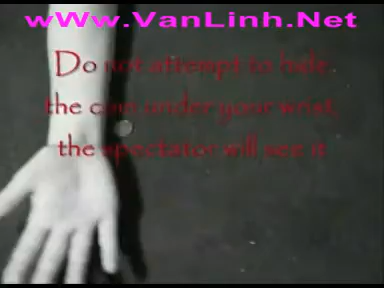 wWw.VanLinh.Net
Do not attempt to hide
the coin under your wrist,
the spectator will see it